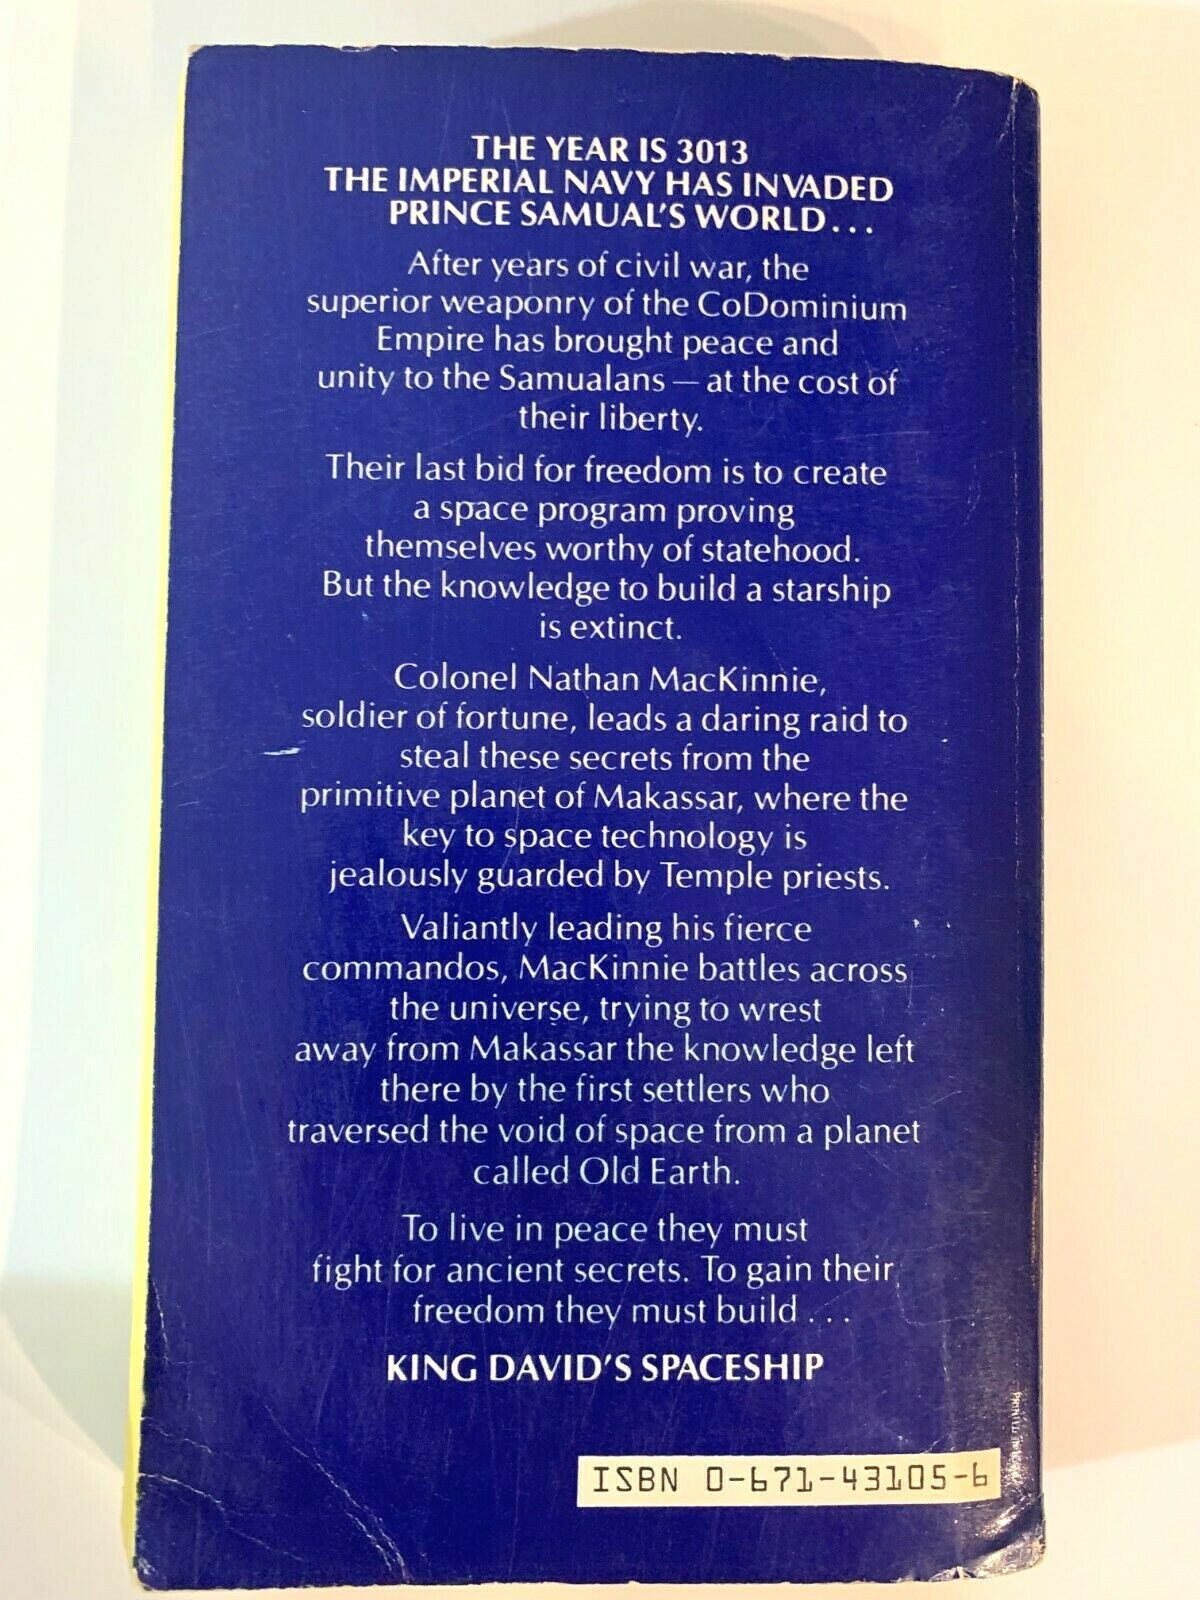 THE YEAR IS 3013
THE IMPERIAL NAVY HAS INVADED
PRINCE SAMUAL'S WORLD...
After years of civil war, the
superior weaponry of the CoDominium
Empire has brought peace and
unity to the Samualans — at the cost of
their liberty.
Their last bid for freedom is to create
a space program proving
themselves worthy of statehood.
But the knowledge to build a starship
is extinct.
Colonel Nathan MacKinnie,
soldier of fortune, leads a daring raid to
steal these secrets from the
primitive planet of Makassar, where the
key to space technology is
jealously guarded by Temple priests.
Valiantly leading his fierce
commandos, MacKinnie battles across
the universe, trying to wrest
away from Makassar the knowledge left
there by the first settlers who
traversed the void of space from a planet
called Old Earth.
To live in peace they must
fight for ancient secrets. To gain their
freedom they must build...
KING DAVID'S SPACESHIP
ISBN 0-671-43105-6
PRINTED